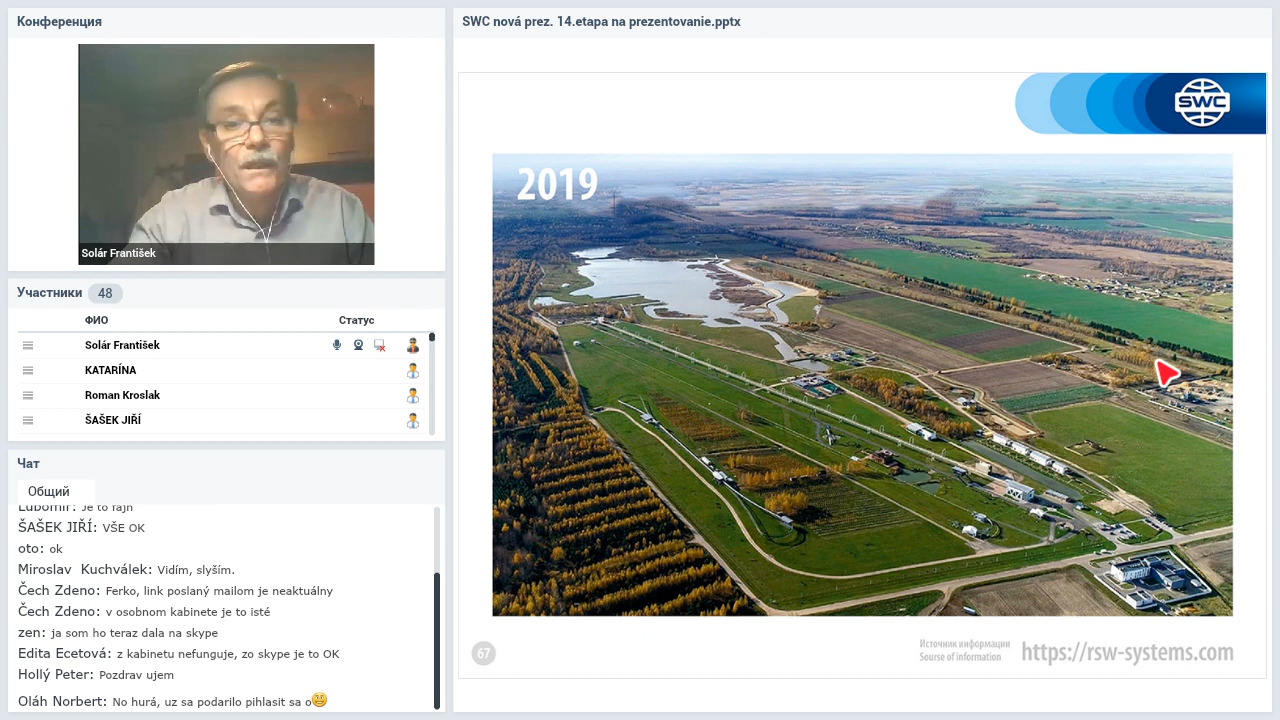 Конференция
Solár František
Участники 48
ФИО Статус
Solár František
KATARÍNA
Roman Kroslak
ŠAŠEK JIŘÍ
Чат
Общий
Ľubomír: Je to fajn
ŠAŠEK JIŘÍ: VŠE OK
oto: ok
Miroslav Kuchválek: Vidím, slyším.
Čech Zdeno: Ferko, link poslaný mailom je neaktuálny
Čech Zdeno: v osobnom kabinete je to isté
zen: ja som ho teraz dala na skype
Edita Ecetová: z kabinetu nefunguje, zo skype je to OK
Hollý Peter: Pozdrav ujem
Oláh Norbert: No hurá, uz sa podarilo pihlasit sa o
SWC nová prez. 14.etapa na prezentovanie.pptx
SWC
2019
67
Источник информации
Sourse of information
https://rsw-systems.com